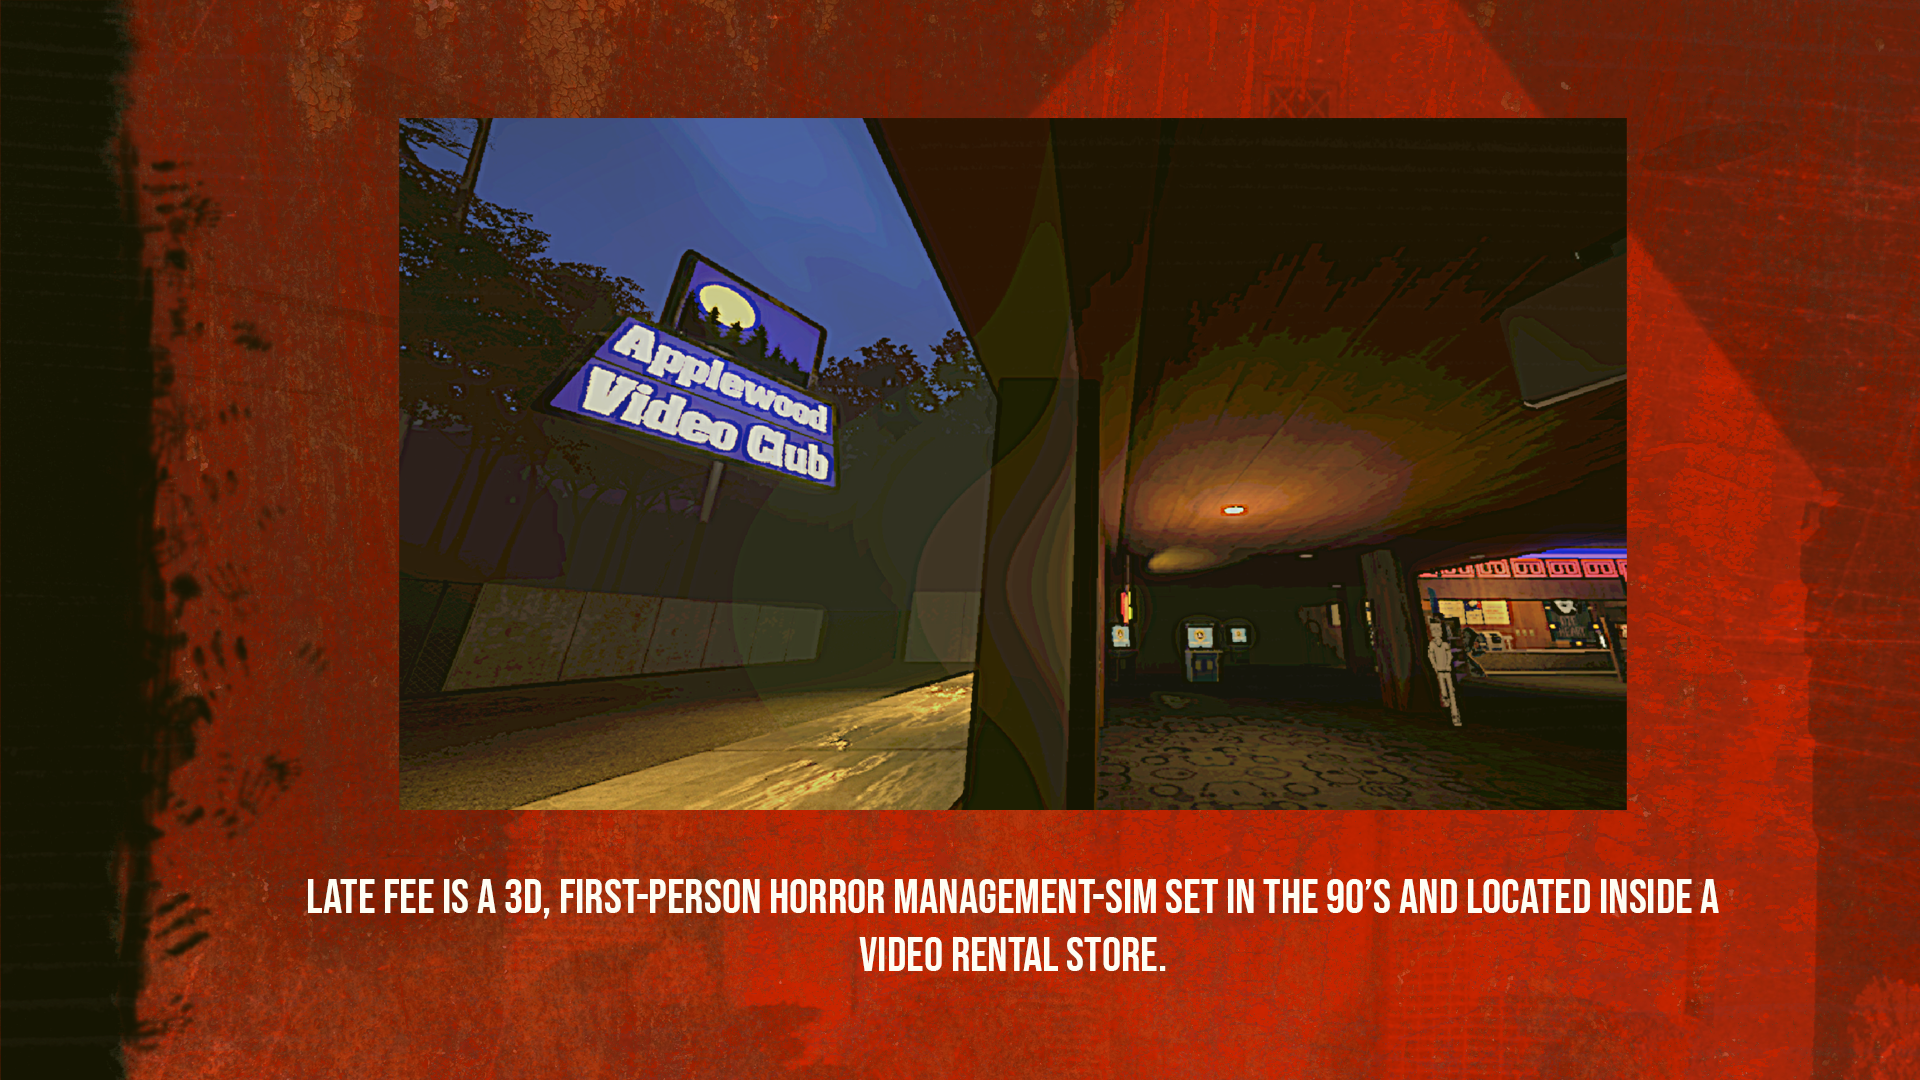 Applewood
Video Club
LATE FEE IS A 3D, FIRST-PERSON HORROR MANAGEMENT-SIM SET IN THE 90'S AND LOCATED INSIDE A
VIDEO RENTAL STORE.